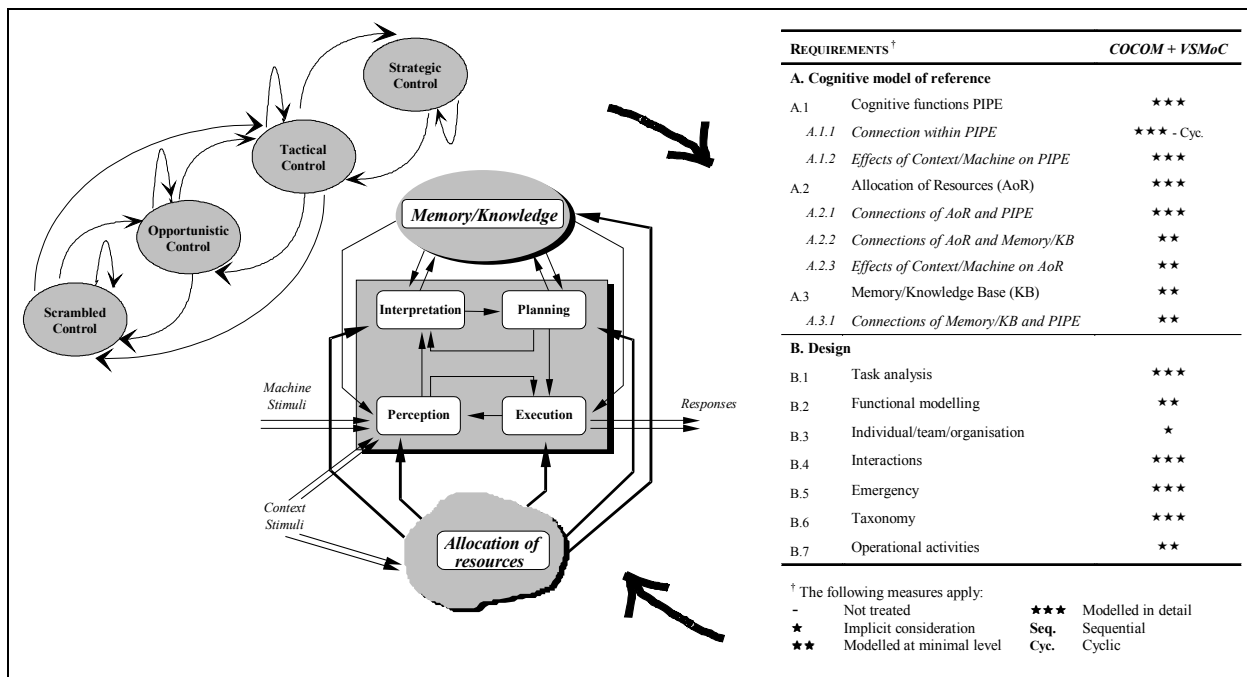 Strategic
Control
Tactical
Control
Opportunistic
Control
Scrambled
Control
Memory/Knowledge
Interpretation
Planning
Machine
Stimuli
Perception
Execution
Responses
Context
Stimuli
Allocation of
resources
REQUIREMENTS † COCOM + VSMoC
A. Cognitive model of reference
A.1 Cognitive functions PIPE ★★★
A.1.1 Connection within PIPE ★★★ - Cyc.
A.1.2 Effects of Context/Machine on PIPE ★★★
A.2 Allocation of Resources (AoR) ★★★
A.2.1 Connections of AoR and PIPE ★★★
A.2.2 Connections of AoR and Memory/KB ★★
A.2.3 Effects of Context/Machine on AoR ★★
A.3 Memory/Knowledge Base (KB) ★★
A.3.1 Connections of Memory/KB and PIPE ★★
B. Design
B.1 Task analysis ★★★
B.2 Functional modelling ★★
B.3 Individual/team/organisation ★
B.4 Interactions ★★★
B.5 Emergency ★★★
B.6 Taxonomy ★★★
B.7 Operational activities ★★
† The following measures apply:
- Not treated ★★★ Modelled in detail
★ Implicit consideration Seq. Sequential
★★ Modelled at minimal level Cyc. Cyclic